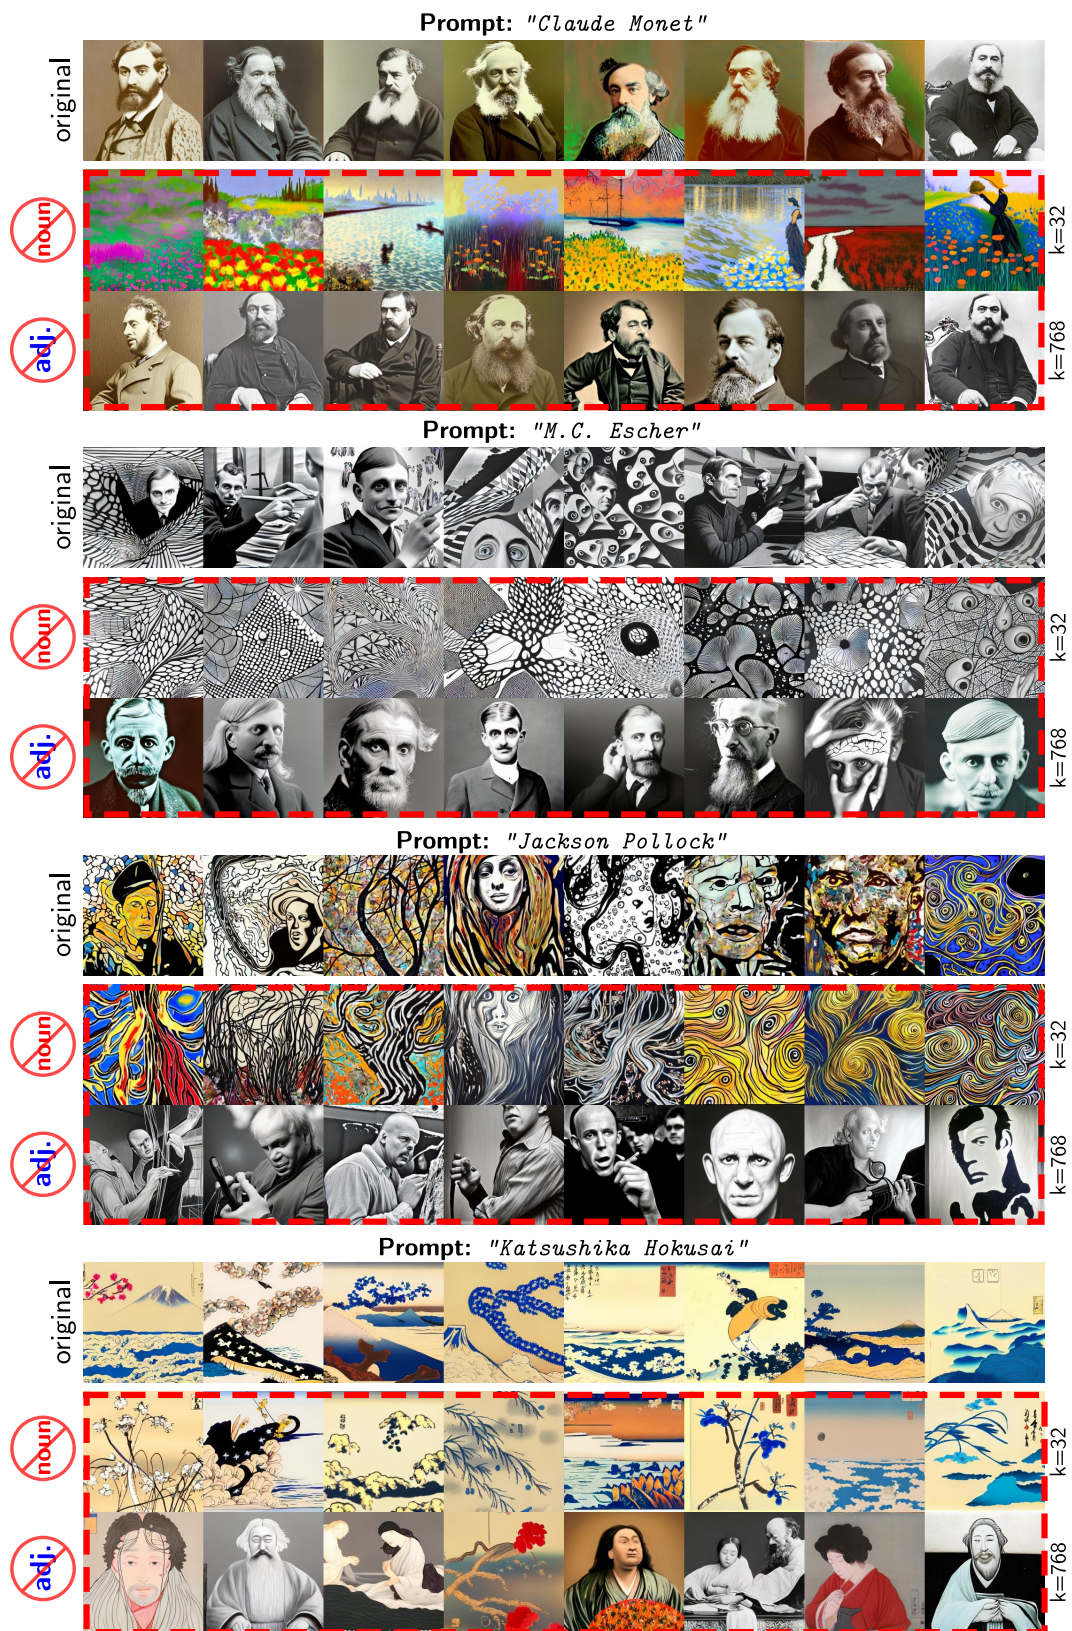 Prompt: "Claude Monet"
original
noun
k=32
adj.
k=768
Prompt: "M.C. Escher"
original
noun
k=32
adj.
k=768
Prompt: "Jackson Pollock"
original
noun
k=32
adj.
k=768
Prompt: "Katsushika Hokusai"
original
noun
k=32
adj.
k=768